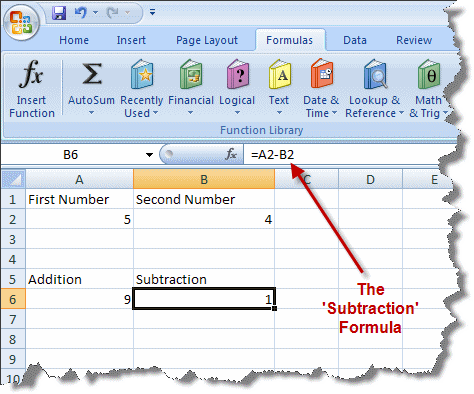 Home Insert Page Layout Formulas Data Review
fx Σ A θ
Insert Function AutoSum Recently Used Financial Logical Text Date & Time Lookup & Reference Math & Trig
Function Library
B6 fx =A2-B2
A B C D E
1 First Number Second Number
2 5 4
3
4
5 Addition Subtraction
6 9 1
7
8
9
10
The
'Subtraction'
Formula